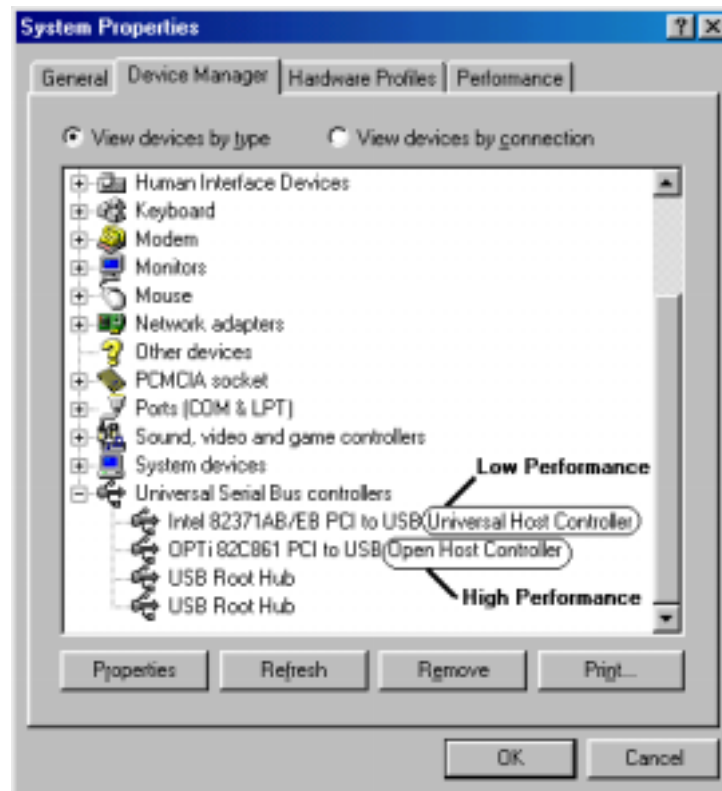 System Properties
General Device Manager Hardware Profiles Performance
View devices by type View devices by connection
Human Interface Devices
Keyboard
Modem
Monitors
Mouse
Network adapters
Other devices
PCMCIA socket
Ports (COM & LPT)
Sound, video and game controllers
System devices
Low Performance
Universal Serial Bus controllers
Intel 82371AB/EB PCI to USB Universal Host Controller
OPTi 82C861 PCI to USB Open Host Controller
USB Root Hub
High Performance
USB Root Hub
Properties Refresh Remove Print...
OK Cancel